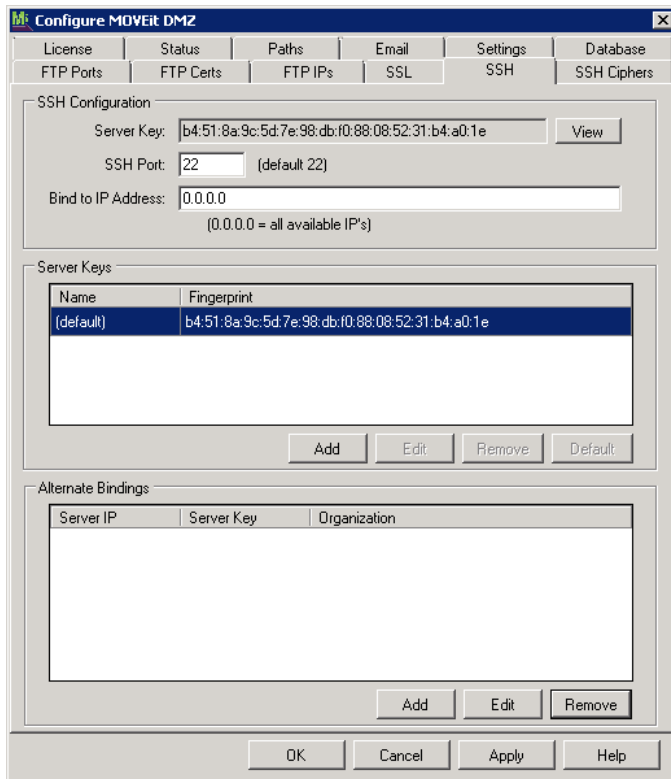 Configure MOVEit DMZ
License Status Paths Email Settings Database
FTP Ports FTP Certs FTP IPs SSL SSH SSH Ciphers
SSH Configuration
Server Key: b4:51:8a:9c:5d:7e:98:db:f0:88:08:52:31:b4:a0:1e View
SSH Port: 22 (default 22)
Bind to IP Address: 0.0.0.0
(0.0.0.0 = all available IP's)
Server Keys
Name Fingerprint
(default) b4:51:8a:9c:5d:7e:98:db:f0:88:08:52:31:b4:a0:1e
Add Edit Remove Default
Alternate Bindings
Server IP Server Key Organization
Add Edit Remove
OK Cancel Apply Help